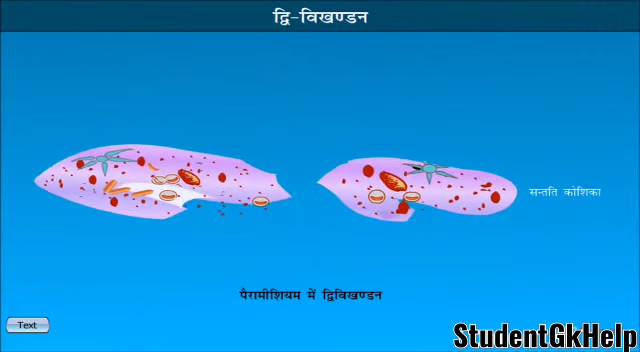 द्वि-विखण्डन
सन्तति कोशिका
पैरामीशियम में द्विविखण्डन
Text
StudentGkHelp